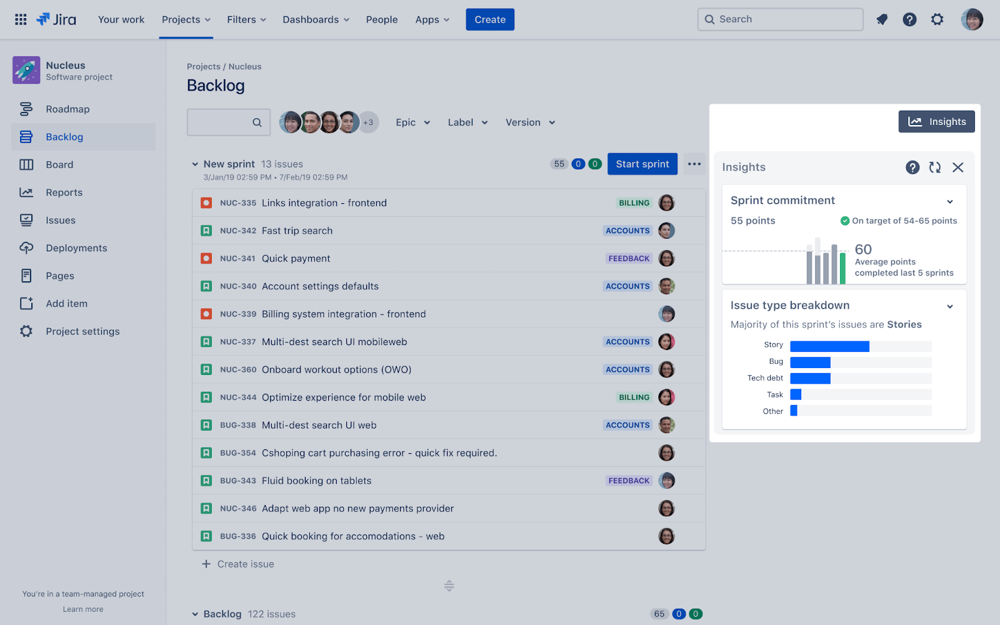 Jira
Your work
Projects
Filters
Dashboards
People
Apps
Create
Search
Nucleus
Software project
Roadmap
Backlog
Board
Reports
Issues
Deployments
Pages
Add item
Project settings
You're in a team-managed project
Learn more
Projects / Nucleus
Backlog
+3
Epic
Label
Version
New sprint 13 issues
55 0 0
Start sprint
3/Jan/19 02:59 PM • 7/Feb/19 02:59 PM
NUC-335 Links integration - frontend BILLING
NUC-342 Fast trip search ACCOUNTS
NUC-341 Quick payment FEEDBACK
NUC-340 Account settings defaults ACCOUNTS
NUC-339 Billing system integration - frontend
NUC-337 Multi-dest search UI mobileweb ACCOUNTS
NUC-360 Onboard workout options (OWO) ACCOUNTS
NUC-344 Optimize experience for mobile web BILLING
BUG-338 Multi-dest search UI web ACCOUNTS
BUG-354 Cshoping cart purchasing error - quick fix required.
BUG-343 Fluid booking on tablets FEEDBACK
NUC-346 Adapt web app no new payments provider
BUG-336 Quick booking for accomodations - web
Create issue
Backlog 122 issues
65 0 0
Insights
Insights
Sprint commitment
55 points
On target of 54-65 points
60
Average points
completed last 5 sprints
Issue type breakdown
Majority of this sprint's issues are Stories
Story
Bug
Tech debt
Task
Other